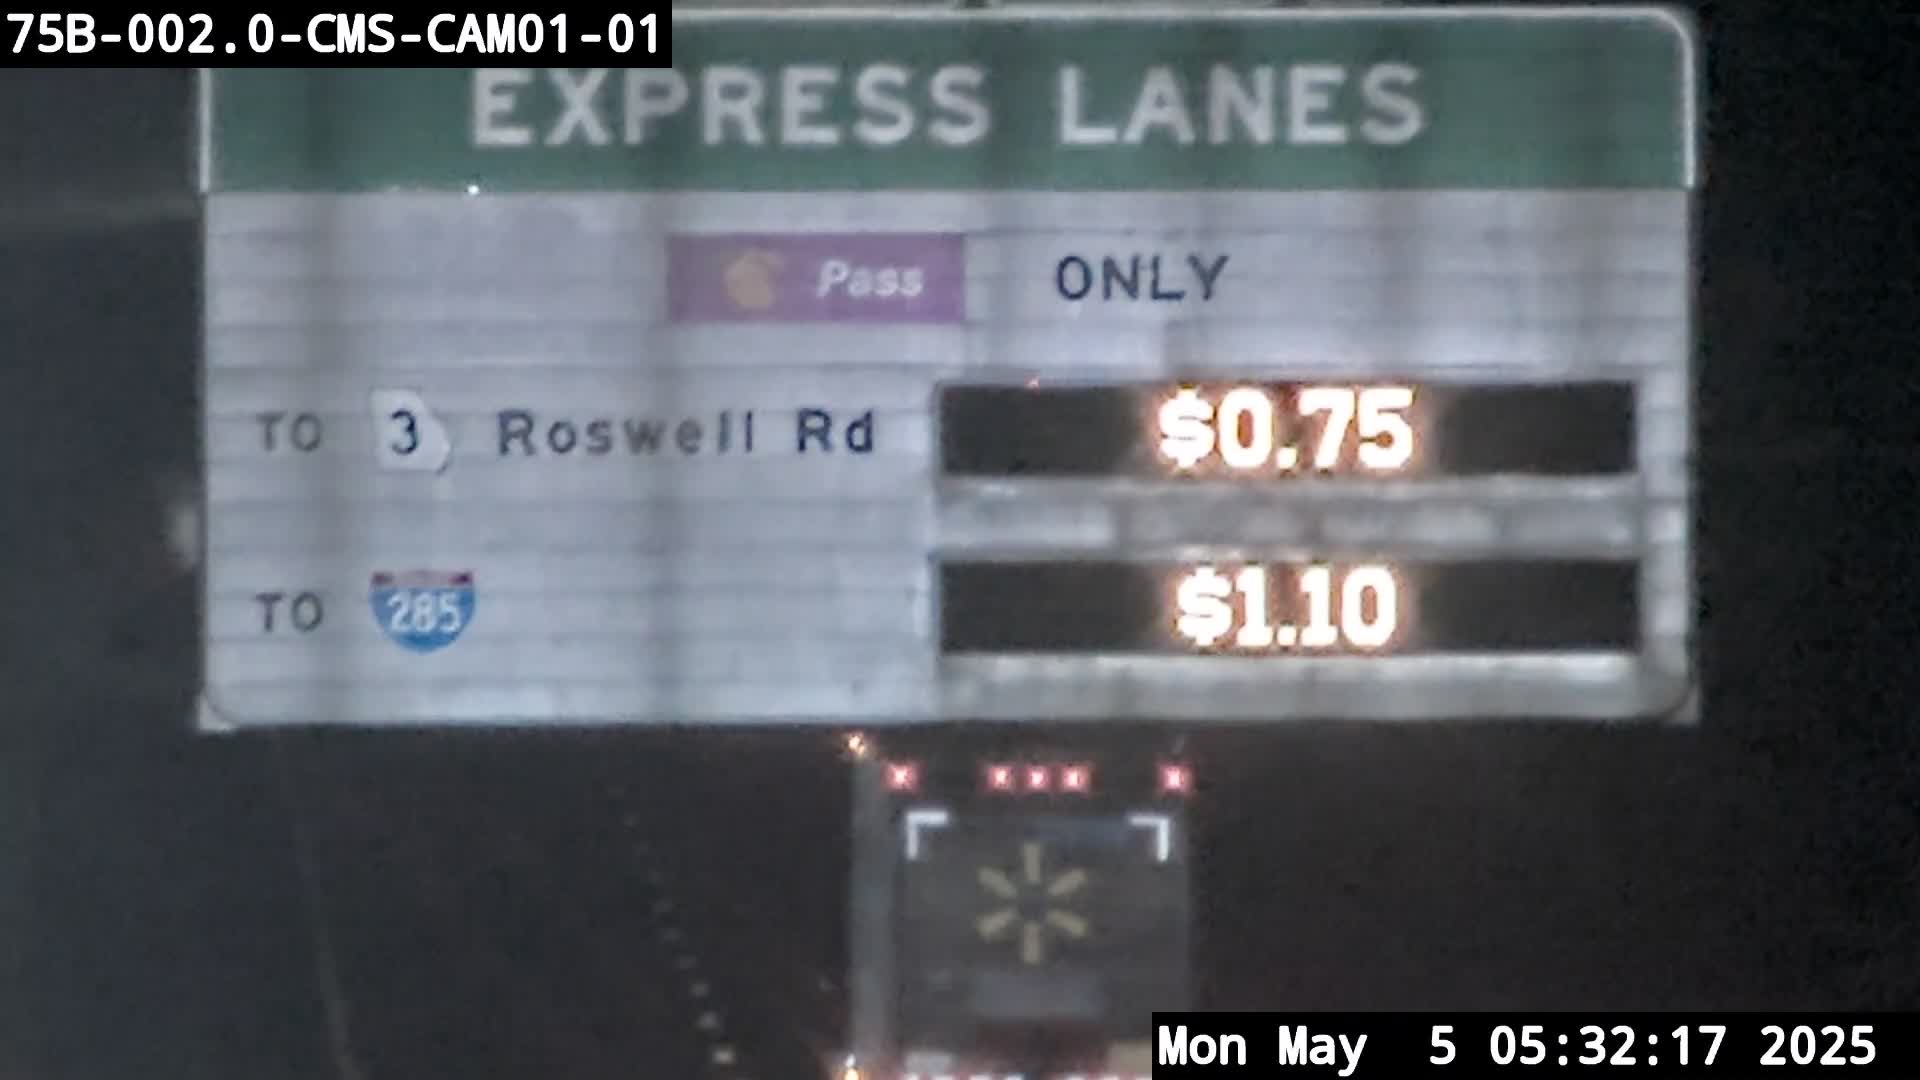 75B-002.0-CMS-CAM01-01
EXPRESS LANES
Pass ONLY
TO 3 Roswell Rd $0.75
TO 285 $1.10
Mon May 5 05:32:17 2025